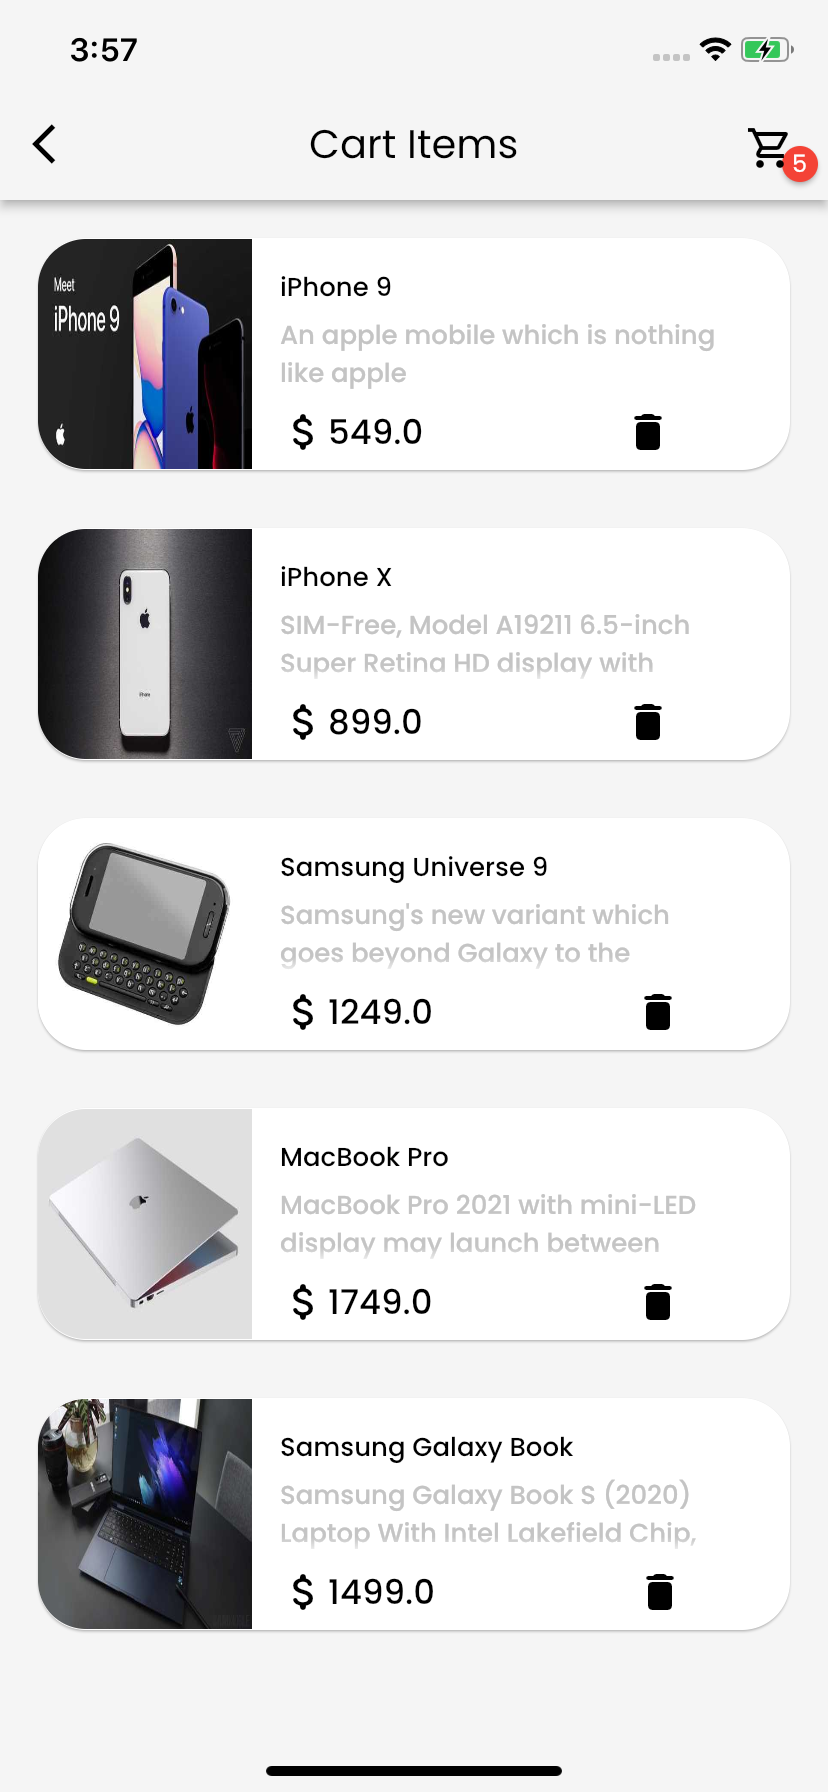 3:57
Cart Items
5
Meet
iPhone 9
iPhone 9
An apple mobile which is nothing
like apple
$ 549.0
iPhone X
SIM-Free, Model A19211 6.5-inch
Super Retina HD display with
$ 899.0
Samsung Universe 9
Samsung's new variant which
goes beyond Galaxy to the
$ 1249.0
MacBook Pro
MacBook Pro 2021 with mini-LED
display may launch between
$ 1749.0
Samsung Galaxy Book
Samsung Galaxy Book S (2020)
Laptop With Intel Lakefield Chip,
$ 1499.0